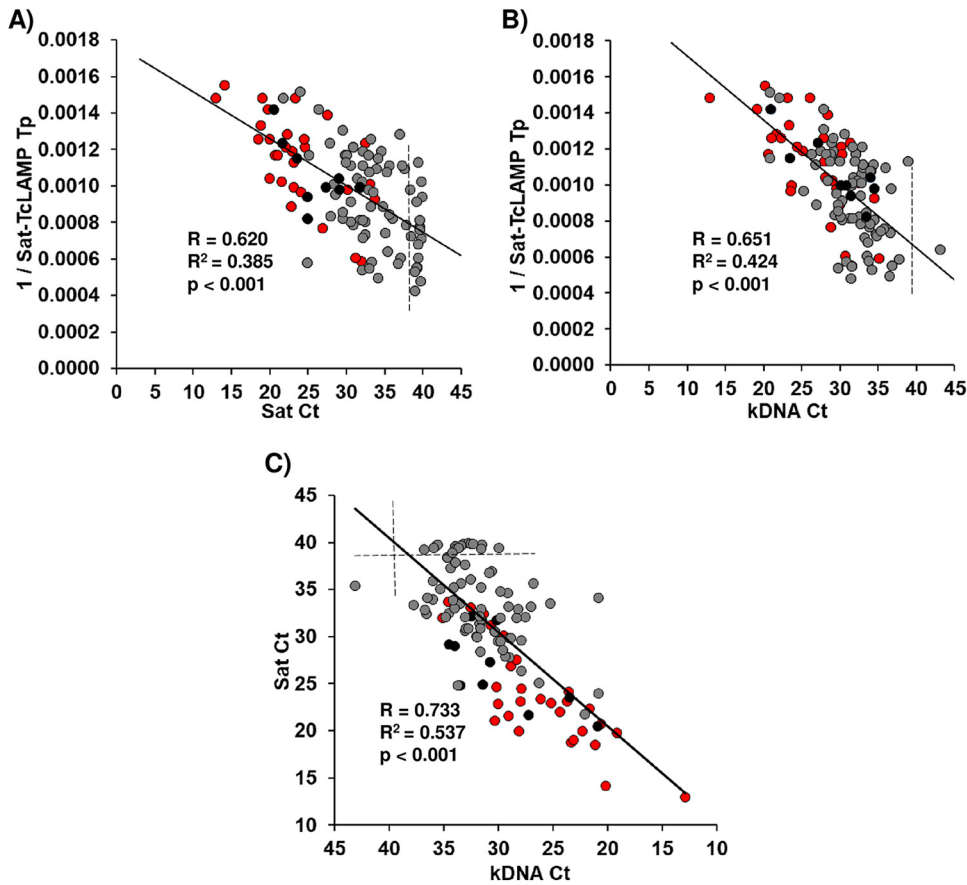 A)
0.0018
0.0016
0.0014
0.0012
0.0010
0.0008
0.0006
0.0004
0.0002
0.0000
1 / Sat-TcLAMP Tp
R = 0.620
R² = 0.385
p < 0.001
0 5 10 15 20 25 30 35 40 45
Sat Ct
B)
0.0018
0.0016
0.0014
0.0012
0.0010
0.0008
0.0006
0.0004
0.0002
0.0000
1 / Sat-TcLAMP Tp
R = 0.651
R² = 0.424
p < 0.001
0 5 10 15 20 25 30 35 40 45
kDNA Ct
C)
45
40
35
30
25
20
15
10
Sat Ct
R = 0.733
R² = 0.537
p < 0.001
45 40 35 30 25 20 15 10
kDNA Ct